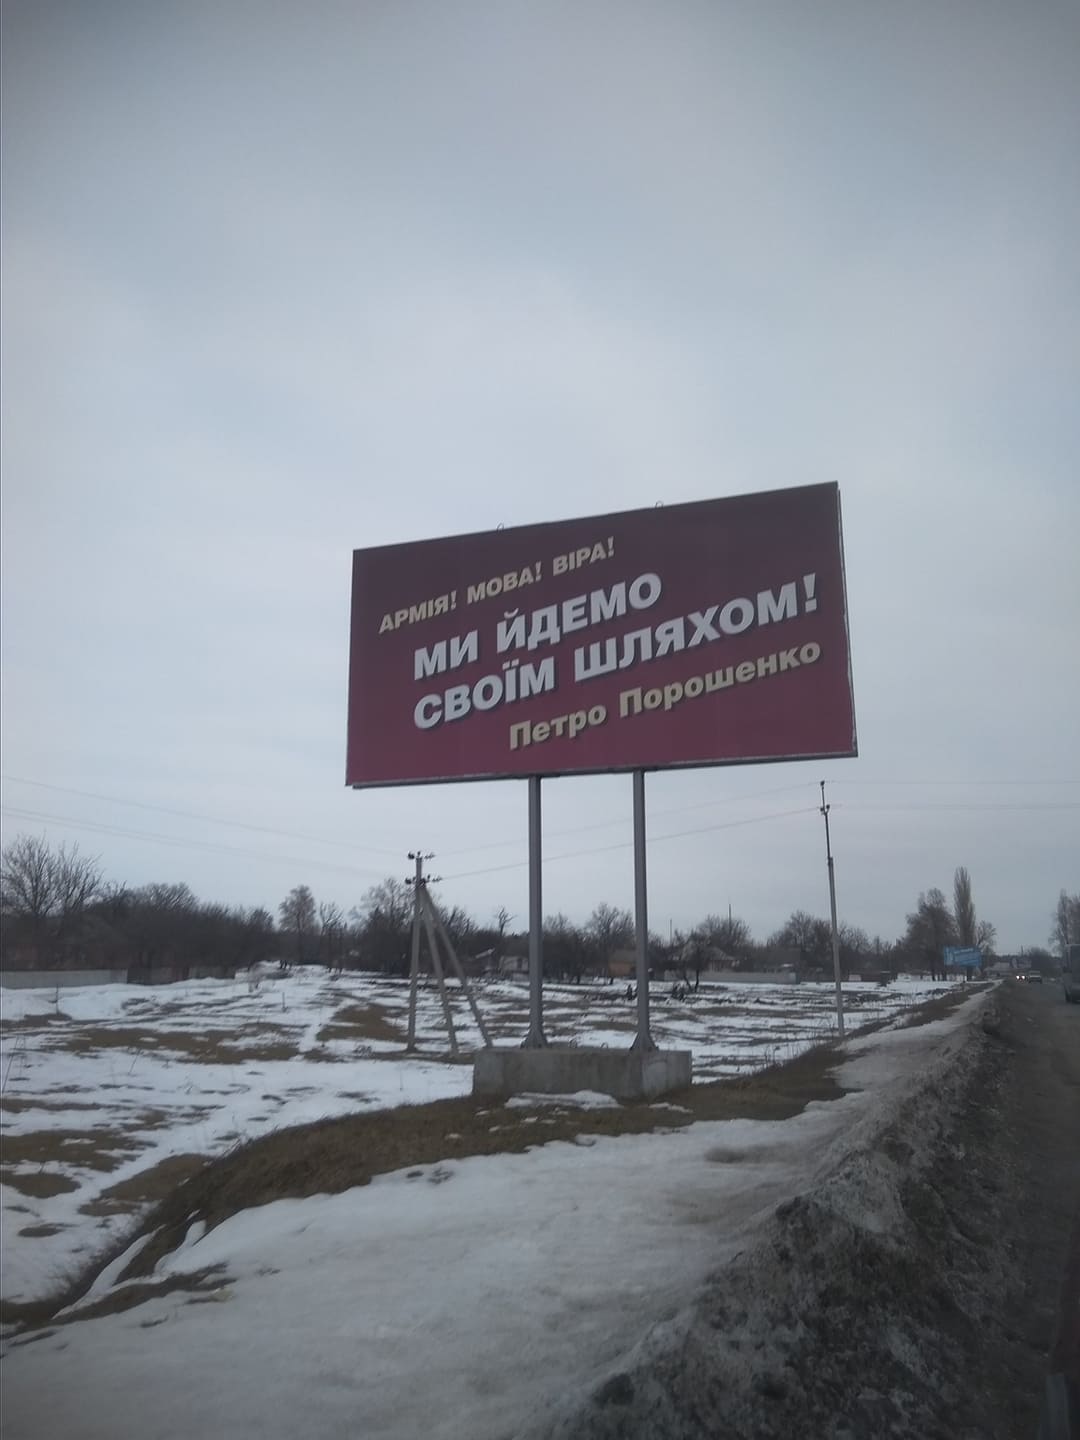 АРМІЯ! МОВА! ВІРА!
МИ ЙДЕМО
СВОЇМ ШЛЯХОМ!
Петро Порошенко